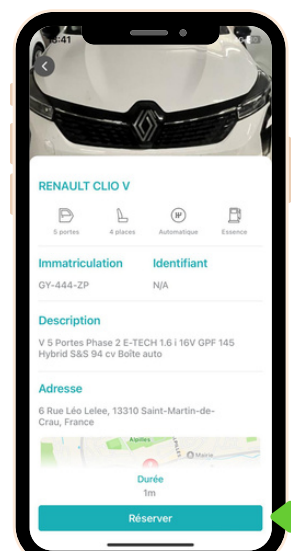 RENAULT CLIO V
5 portes
4 places
Automatique
Essence
Immatriculation
Identifiant
GY-444-ZP
N/A
Description
V 5 Portes Phase 2 E-TECH 1.6 i 16V GPF 145
Hybrid S&S 94 cv Boîte auto
Adresse
6 Rue Léo Lelee, 13310 Saint-Martin-de-
Crau, France
Mairie
Durée
1m
Réserver